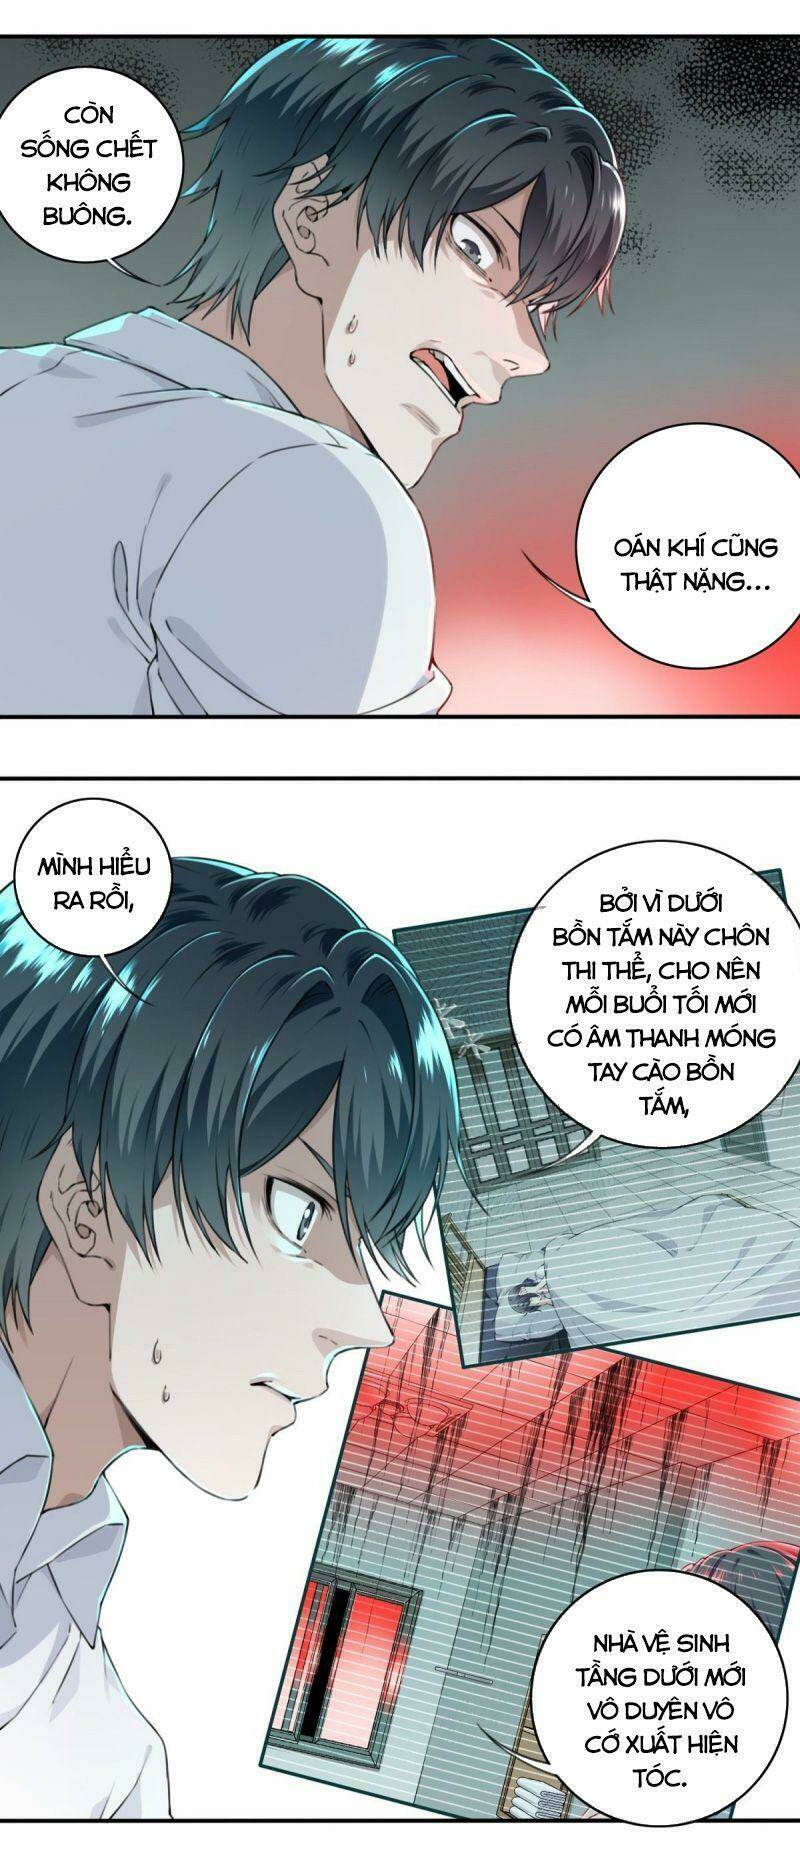 CÒN
SỐNG CHẾT
KHÔNG
BUÔNG.
OÁN KHÍ CŨNG
THẬT NẶNG...
MÌNH HIỂU
RA RỒI,
BỞI VÌ DƯỚI
BỒN TẮM NÀY CHÔN
THI THỂ, CHO NÊN
MỖI BUỔI TỐI MỚI
CÓ ÂM THANH MÓNG
TAY CÀO BỒN
TẮM,
NHÀ VỆ SINH
TẦNG DƯỚI MỚI
VÔ DUYÊN VÔ
CỚ XUẤT HIỆN
TÓC.